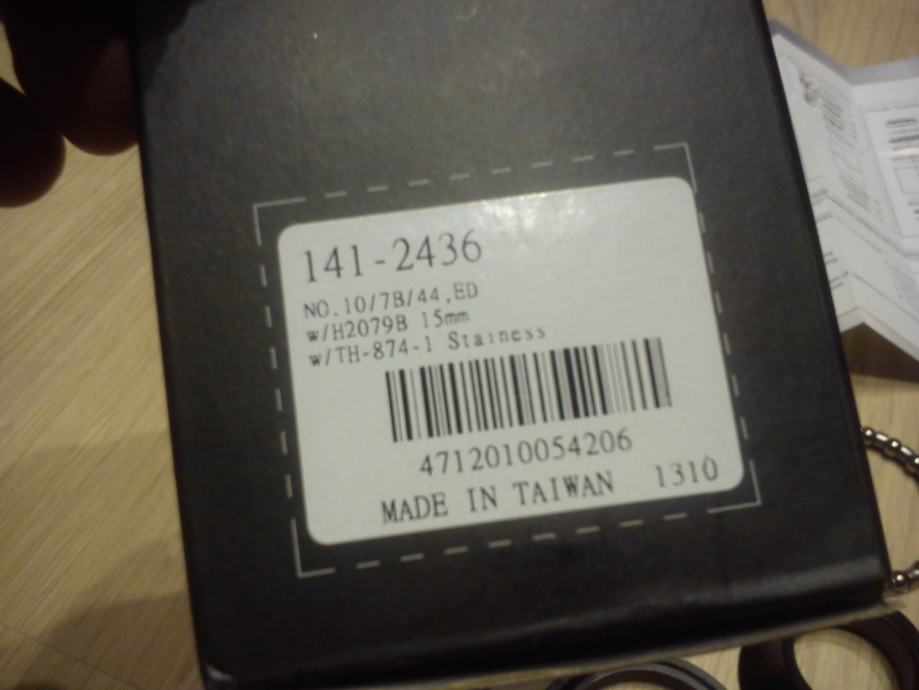 141-2436
NO.10/7B/44,ED
w/H2079B 15mm
w/TH-874-1 Stainess
4712010054206
MADE IN TAIWAN 1310